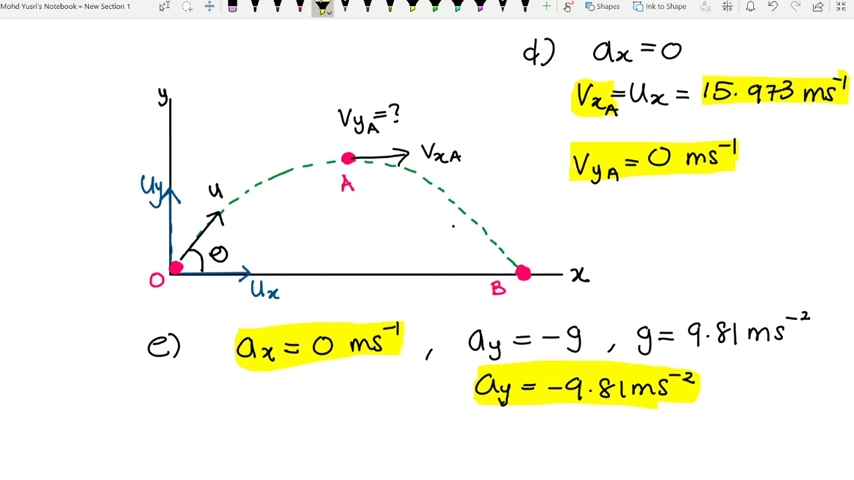 Mohd Yusri's Notebook » New Section 1
Shapes
Ink to Shape
d) ax = 0
VxA = Ux = 15.973 ms⁻¹
VyA = 0 ms⁻¹
y
VyA = ?
VxA
A
Uy
u
θ
O
Ux
B
x
e) ax = 0 ms⁻¹ , ay = -g , g = 9.81 ms⁻²
ay = -9.81 ms⁻²